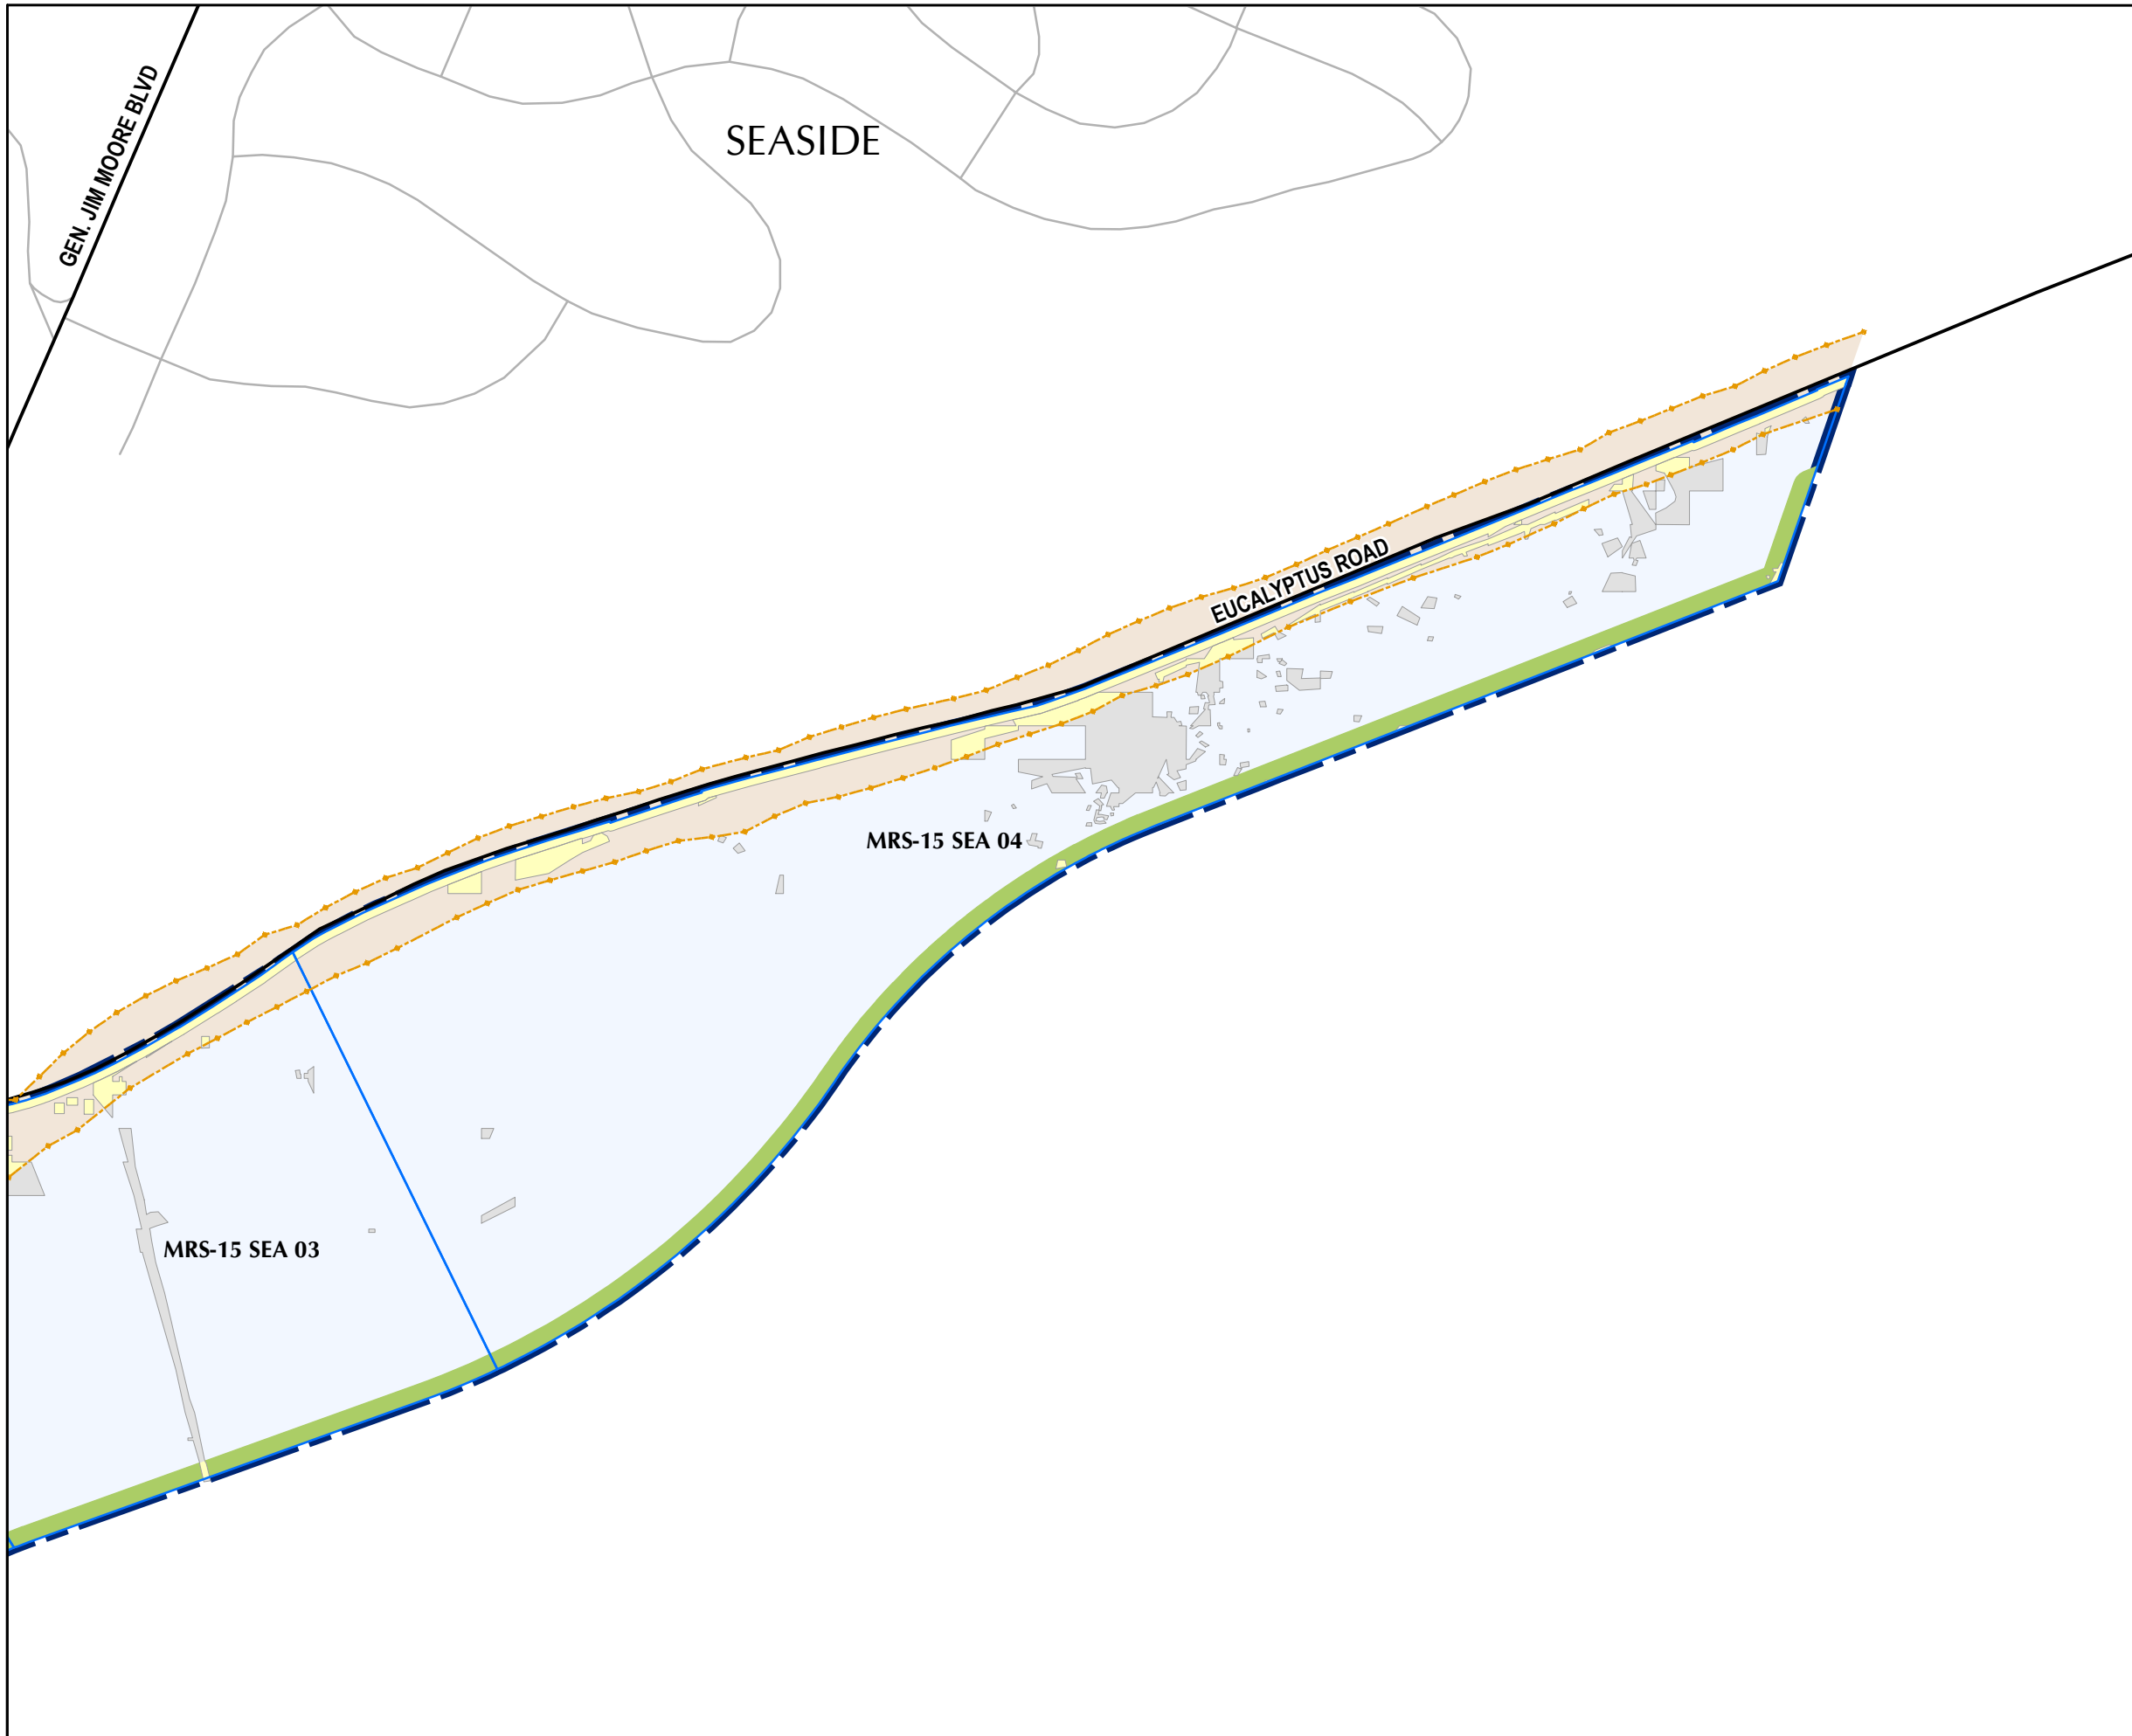 GEN. JIM MOORE BLVD
SEASIDE
EUCALYPTUS ROAD
MRS-15 SEA 04
MRS-15 SEA 03